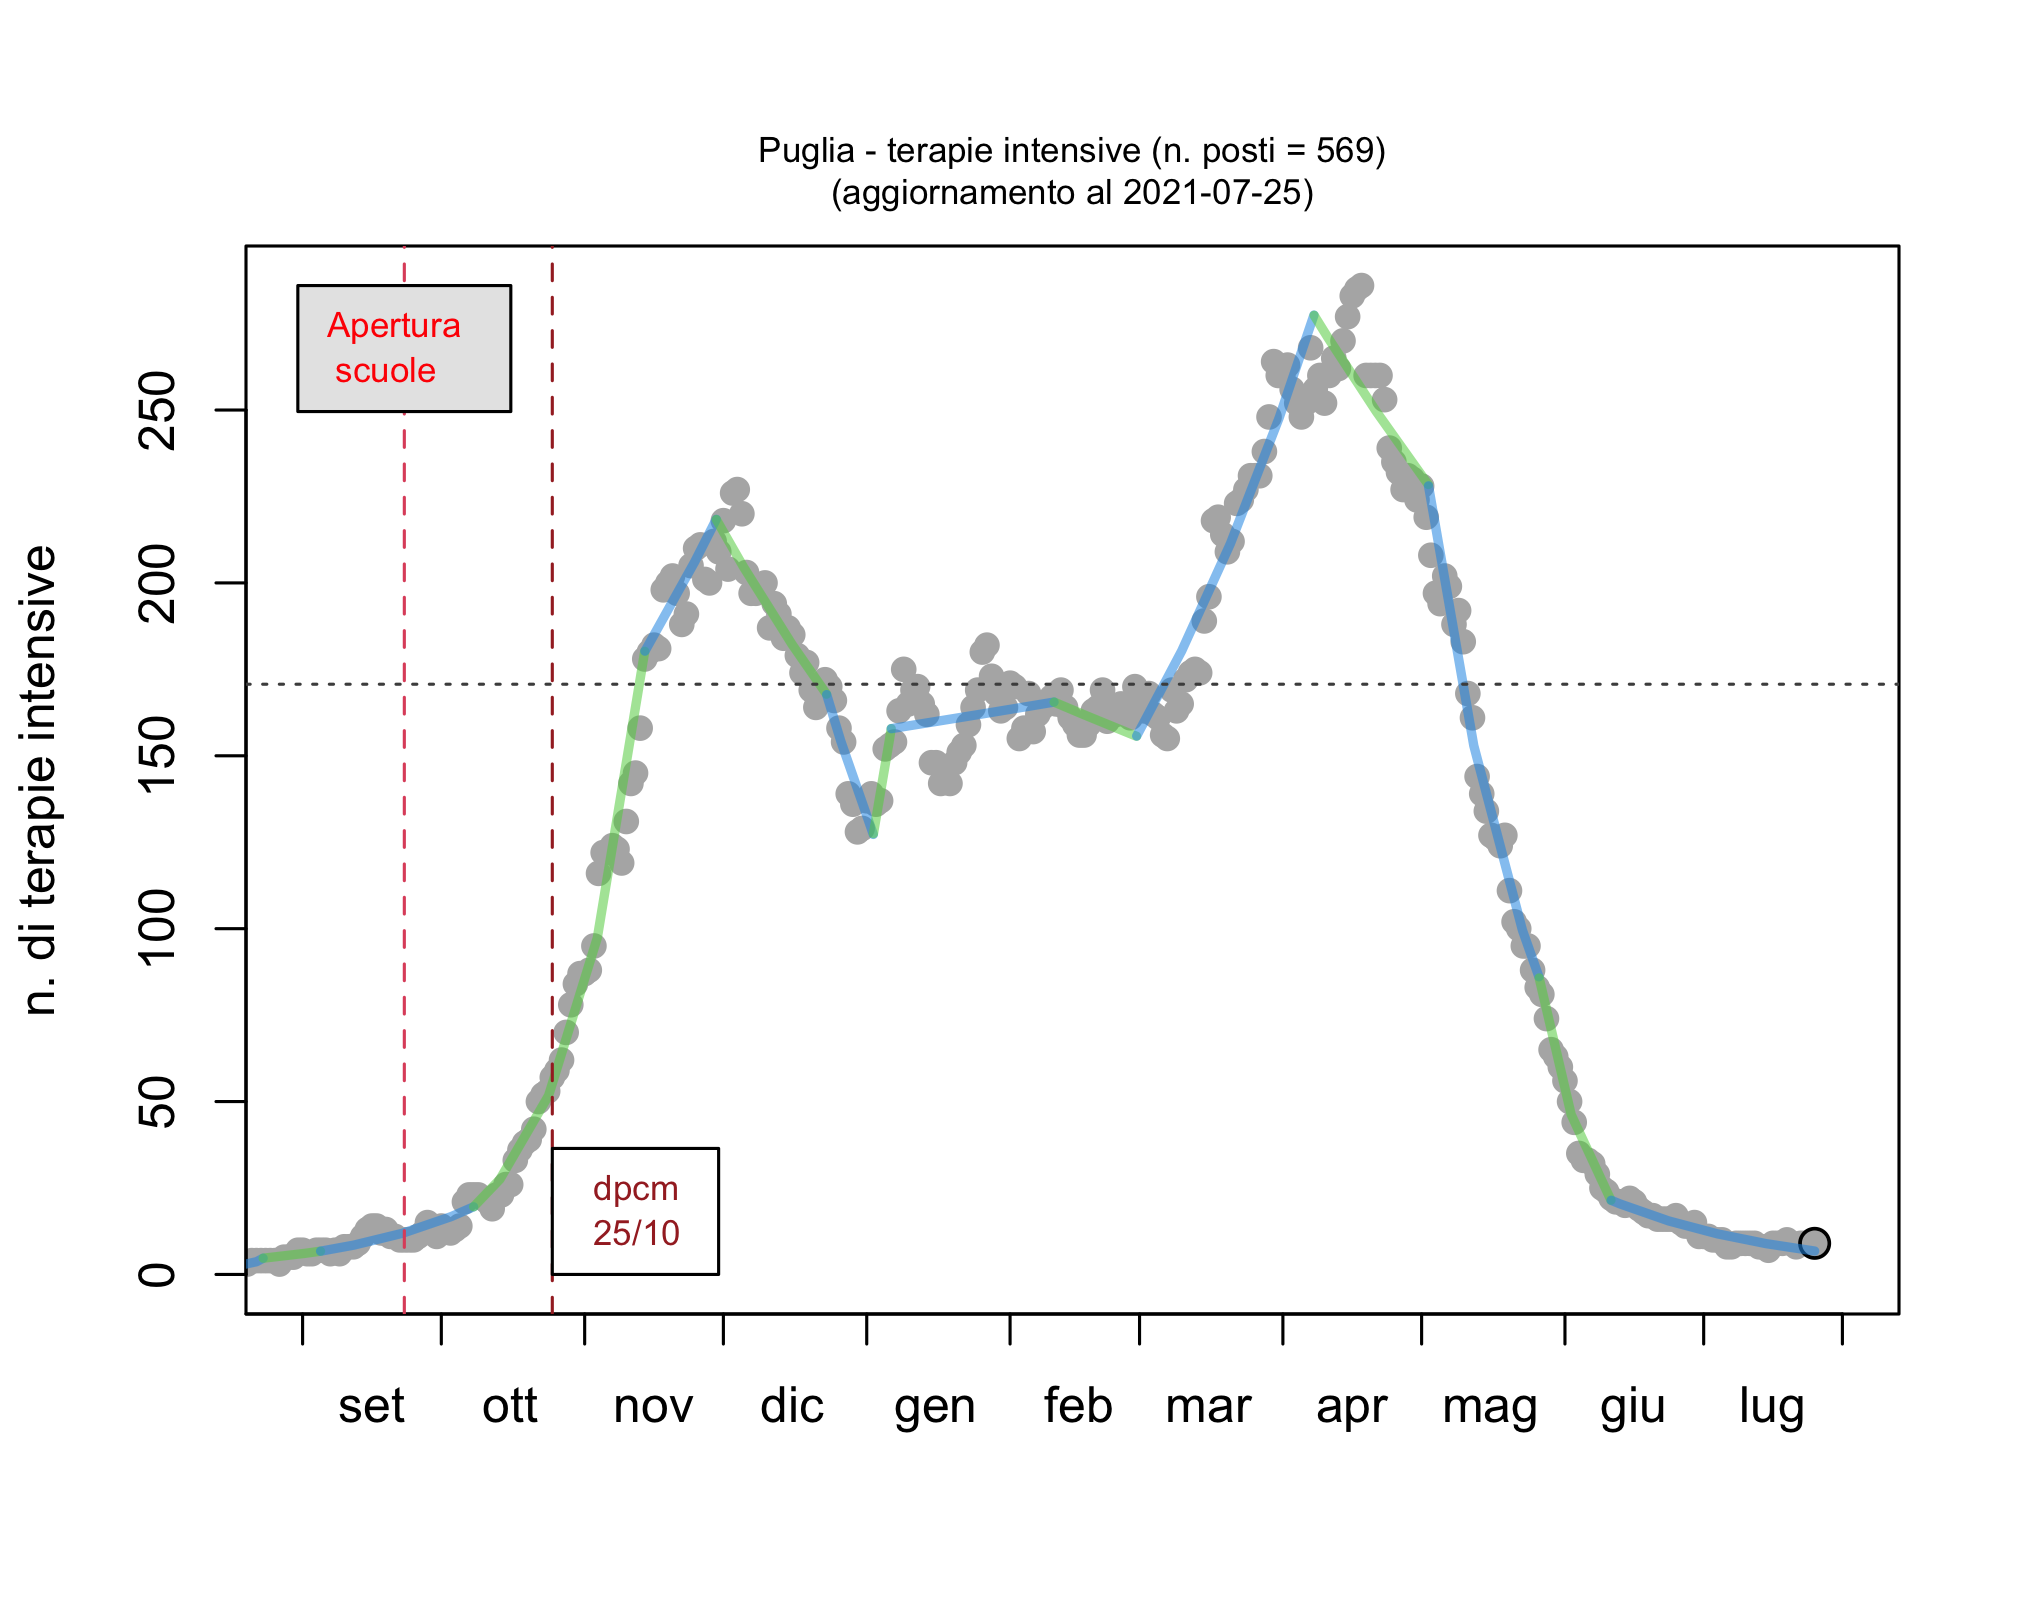 Puglia - terapie intensive (n. posti = 569)
(aggiornamento al 2021-07-25)
Apertura
scuole
dpcm
25/10
n. di terapie intensive
250
200
150
100
50
0
set ott nov dic gen feb mar apr mag giu lug